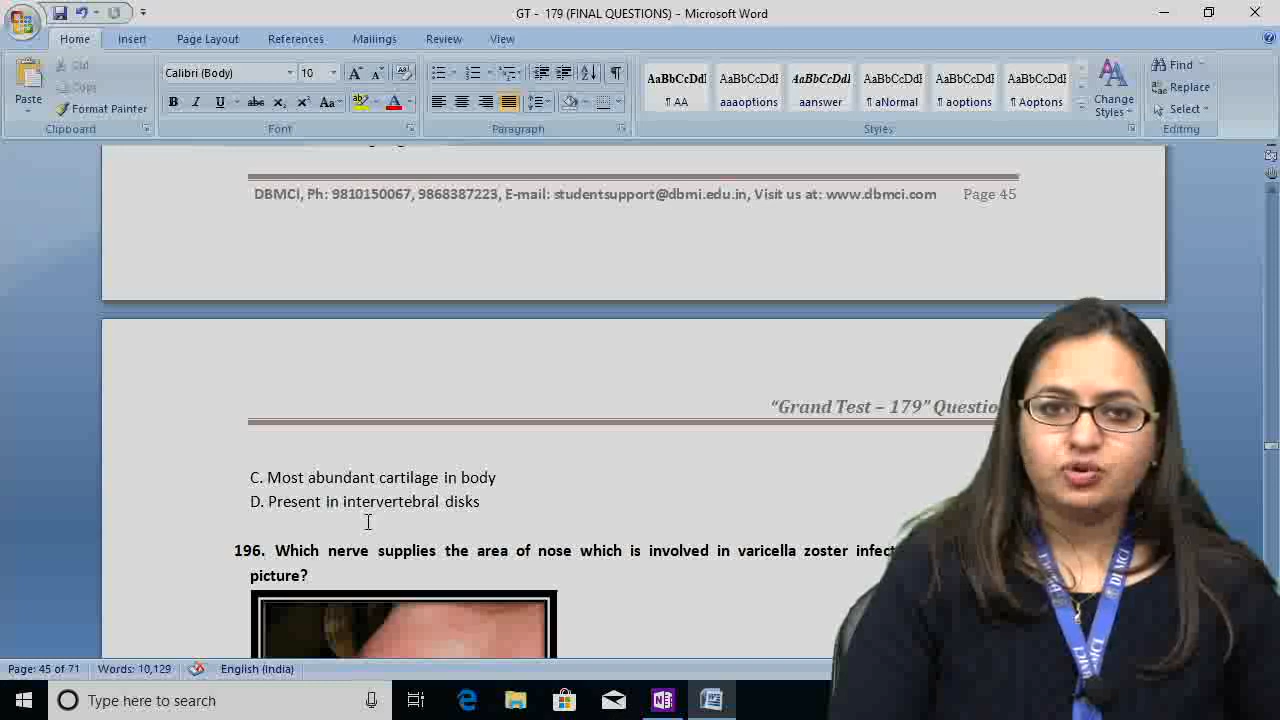 GT - 179 (FINAL QUESTIONS) – Microsoft Word
Home Insert Page Layout References Mailings Review View
Paste
Cut
Copy
Format Painter
Clipboard
Calibri (Body) 10
Font
Paragraph
AaBbCcDdI AaBbCcDdI AaBbCcDdI AaBbCcDdI AaBbCcDdI AaBbCcDdI
¶ AA aaaoptions aanswer ¶ aNormal ¶ aoptions ¶ Aoptons
Change Styles
Styles
Find
Replace
Select
Editing
DBMCI, Ph: 9810150067, 9868387223, E-mail: studentsupport@dbmi.edu.in, Visit us at: www.dbmci.com Page 45
“Grand Test – 179” Questio
C. Most abundant cartilage in body
D. Present in intervertebral disks
196. Which nerve supplies the area of nose which is involved in varicella zoster infect
picture?
DBMCI
Page: 45 of 71 Words: 10,129 English (India)
Type here to search